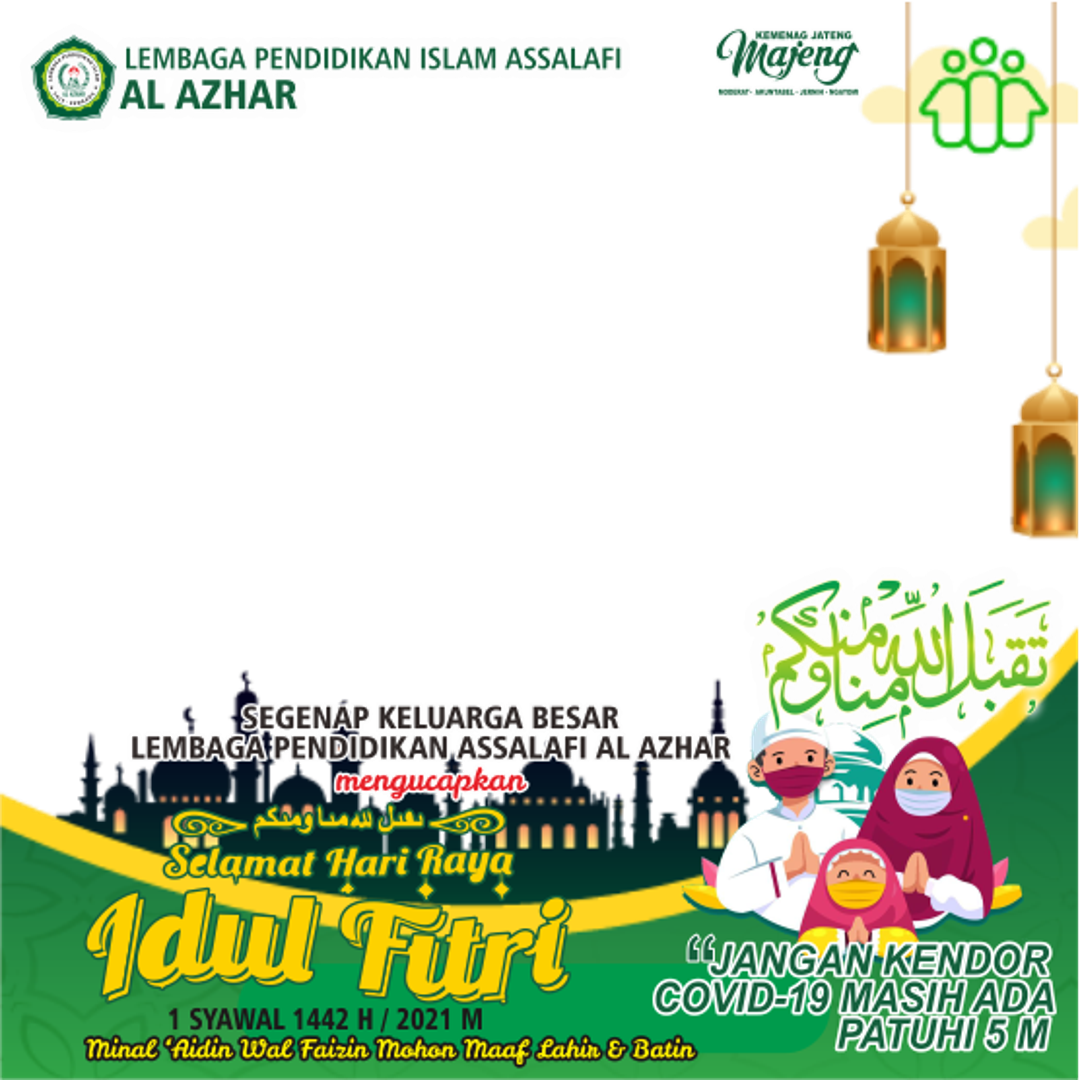 LEMBAGA PENDIDIKAN ISLAM ASSALAFI
AL AZHAR
KEMENAG JATENG
Majeng
تقبل الله منا ومنكم
SEGENAP KELUARGA BESAR
LEMBAGA PENDIDIKAN ASSALAFI AL AZHAR
mengucapkan
تقبل لله منا ومنكم
Selamat Hari Raya
Idul Fitri
1 SYAWAL 1442 H / 2021 M
Minal 'Aidin Wal Faizin Mohon Maaf Lahir & Batin
“JANGAN KENDOR
COVID-19 MASIH ADA
PATUHI 5 M